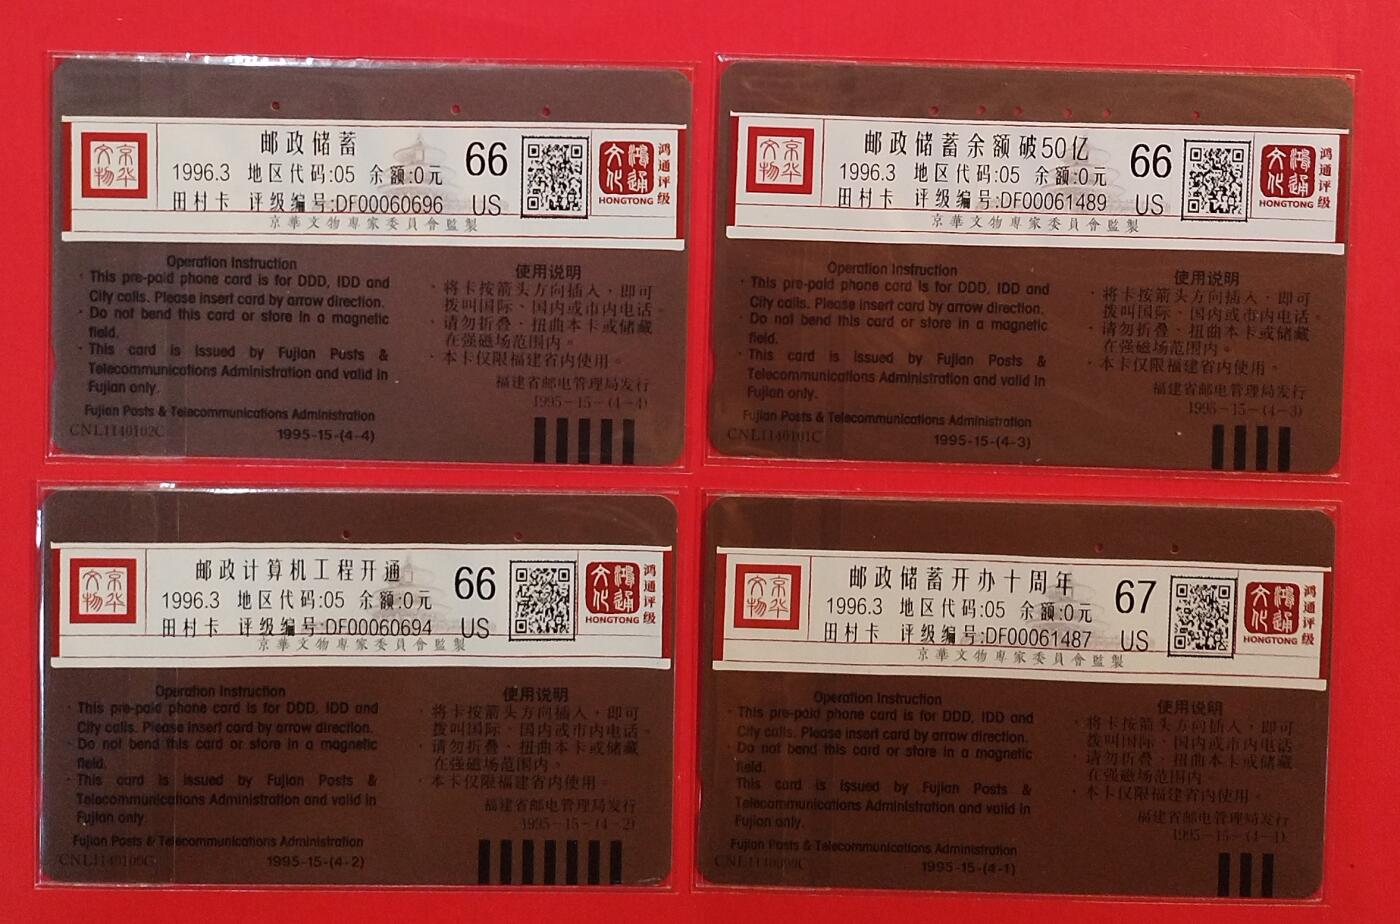 京华文物
邮政储蓄
1996.3 地区代码:05 余额:0元
田村卡 评级编号:DF00060696
66
US
京華文物專家委員會監製
鴻通文化
HONGTONG
鸿通评级
Operation Instruction
· This pre-paid phone card is for DDD, IDD and
City calls. Please insert card by arrow direction.
· Do not bend this card or store in a magnetic
field.
· This card is issued by Fujian Posts &
Telecommunications Administration and valid in
Fujian only.
Fujian Posts & Telecommunications Administration
CNL1140102C
1995-15-(4-4)
使用说明
· 将卡按箭头方向插入，即可
拨叫国际、国内或市内电话。
· 请勿折叠、扭曲本卡或储藏
在强磁场范围内。
· 本卡仅限福建省内使用。
福建省邮电管理局发行
1995-15-(4-4)
京华文物
邮政储蓄余额破50亿
1996.3 地区代码:05 余额:0元
田村卡 评级编号:DF00061489
66
US
京華文物專家委員會監製
鴻通文化
HONGTONG
鸿通评级
Operation Instruction
· This pre-paid phone card is for DDD, IDD and
City calls. Please insert card by arrow direction.
· Do not bend this card or store in a magnetic
field.
· This card is issued by Fujian Posts &
Telecommunications Administration and valid in
Fujian only.
Fujian Posts & Telecommunications Administration
CNL1140101C
1995-15-(4-3)
使用说明
· 将卡按箭头方向插入，即可
拨叫国际、国内或市内电话。
· 请勿折叠、扭曲本卡或储藏
在强磁场范围内。
· 本卡仅限福建省内使用。
福建省邮电管理局发行
1995-15-(4-3)
京华文物
邮政计算机工程开通
1996.3 地区代码:05 余额:0元
田村卡 评级编号:DF00060694
66
US
京華文物專家委員會監製
鴻通文化
HONGTONG
鸿通评级
Operation Instruction
· This pre-paid phone card is for DDD, IDD and
City calls. Please insert card by arrow direction.
· Do not bend this card or store in a magnetic
field.
· This card is issued by Fujian Posts &
Telecommunications Administration and valid in
Fujian only.
Fujian Posts & Telecommunications Administration
CNL1140100C
1995-15-(4-2)
使用说明
· 将卡按箭头方向插入，即可
拨叫国际、国内或市内电话。
· 请勿折叠、扭曲本卡或储藏
在强磁场范围内。
· 本卡仅限福建省内使用。
福建省邮电管理局发行
1995-15-(4-2)
京华文物
邮政储蓄开办十周年
1996.3 地区代码:05 余额:0元
田村卡 评级编号:DF00061487
67
US
京華文物專家委員會監製
鴻通文化
HONGTONG
鸿通评级
Operation Instruction
· This pre-paid phone card is for DDD, IDD and
City calls. Please insert card by arrow direction.
· Do not bend this card or store in a magnetic
field.
· This card is issued by Fujian Posts &
Telecommunications Administration and valid in
Fujian only.
Fujian Posts & Telecommunications Administration
1995-15-(4-1)
使用说明
· 将卡按箭头方向插入，即可
拨叫国际、国内或市内电话。
· 请勿折叠、扭曲本卡或储藏
在强磁场范围内。
· 本卡仅限福建省内使用。
福建省邮电管理局发行
1995-15-(4-1)